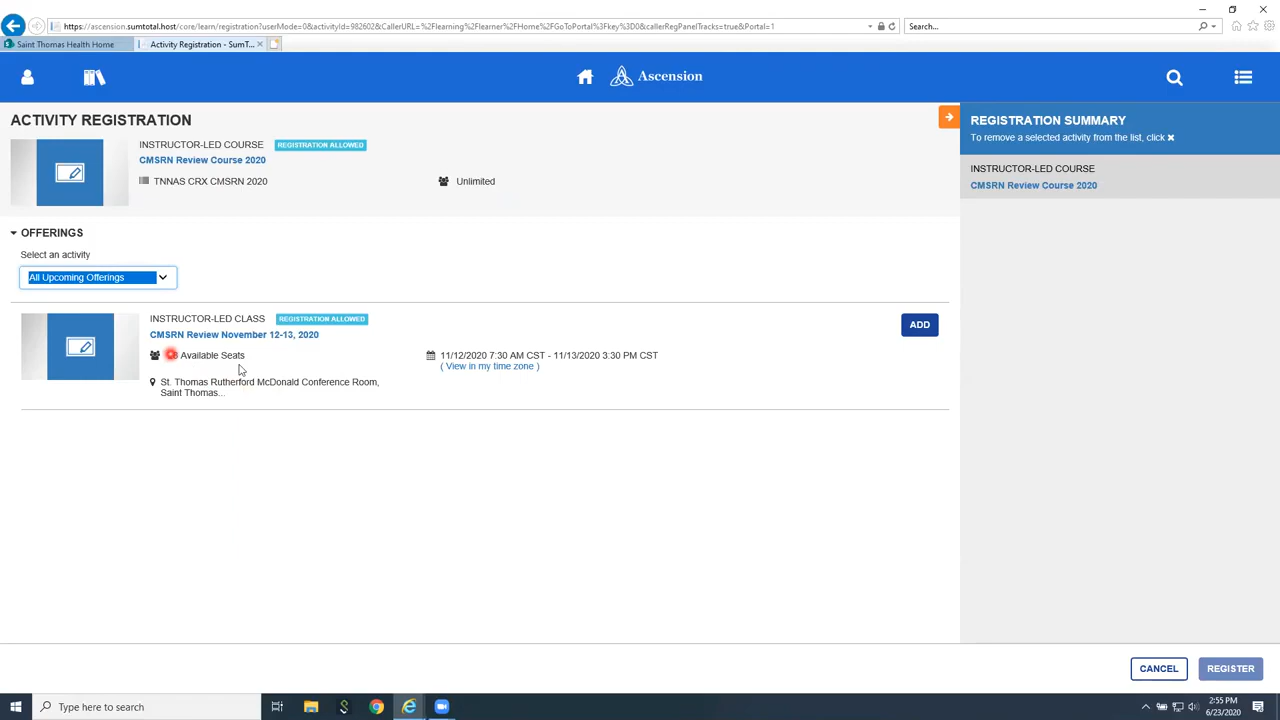 https://ascension.sumtotal.host/core/learn/registration?userMode=0&activityId=982602&CallerURL=%2Flearning%2Flearner%2FHome%2FGoToPortal%3Fkey%3D0&callerRegPanelTracks=true&Portal=1
Search...
Saint Thomas Health Home
Activity Registration - SumT...
Ascension
ACTIVITY REGISTRATION
INSTRUCTOR-LED COURSE REGISTRATION ALLOWED
CMSRN Review Course 2020
TNNAS CRX CMSRN 2020
Unlimited
OFFERINGS
Select an activity
All Upcoming Offerings
INSTRUCTOR-LED CLASS REGISTRATION ALLOWED
CMSRN Review November 12-13, 2020
Available Seats
St. Thomas Rutherford McDonald Conference Room,
Saint Thomas...
11/12/2020 7:30 AM CST - 11/13/2020 3:30 PM CST
( View in my time zone )
ADD
REGISTRATION SUMMARY
To remove a selected activity from the list, click ✖
INSTRUCTOR-LED COURSE
CMSRN Review Course 2020
CANCEL
REGISTER
Type here to search
2:55 PM
6/23/2020